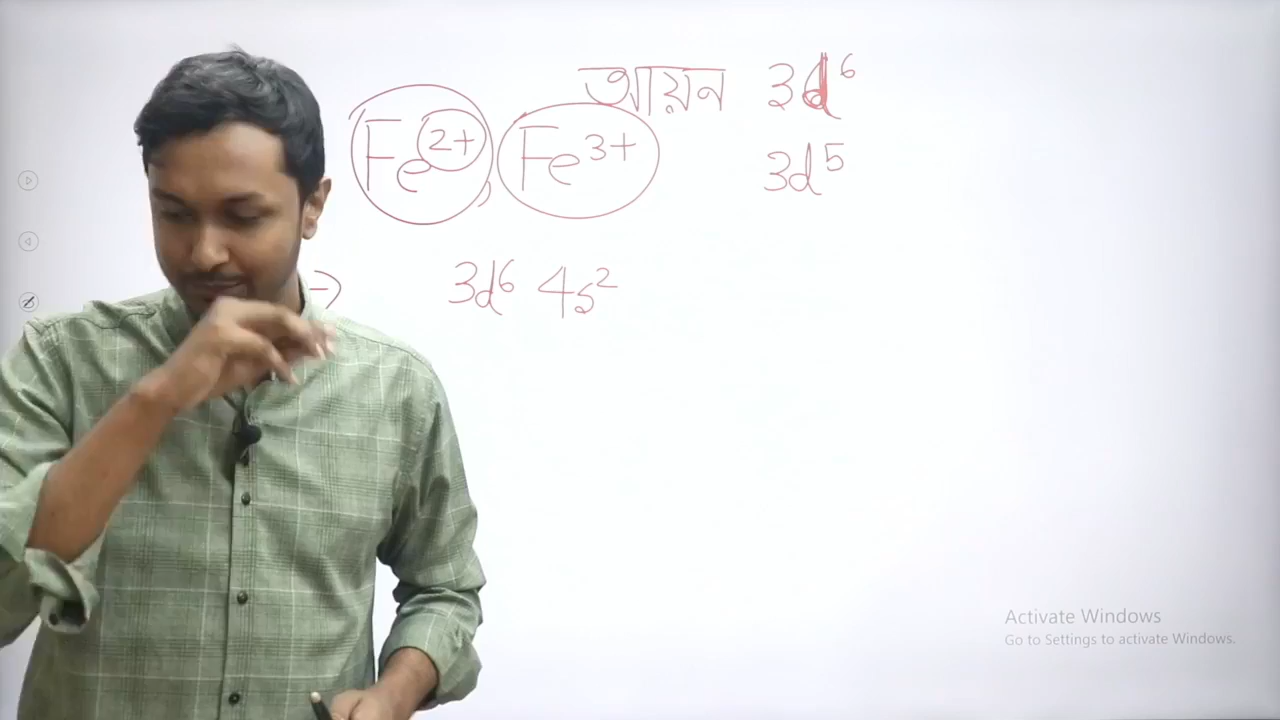 আয়ন 3d⁶
Fe²⁺, Fe³⁺ 3d⁵
→ 3d⁶ 4s²
Activate Windows
Go to Settings to activate Windows.